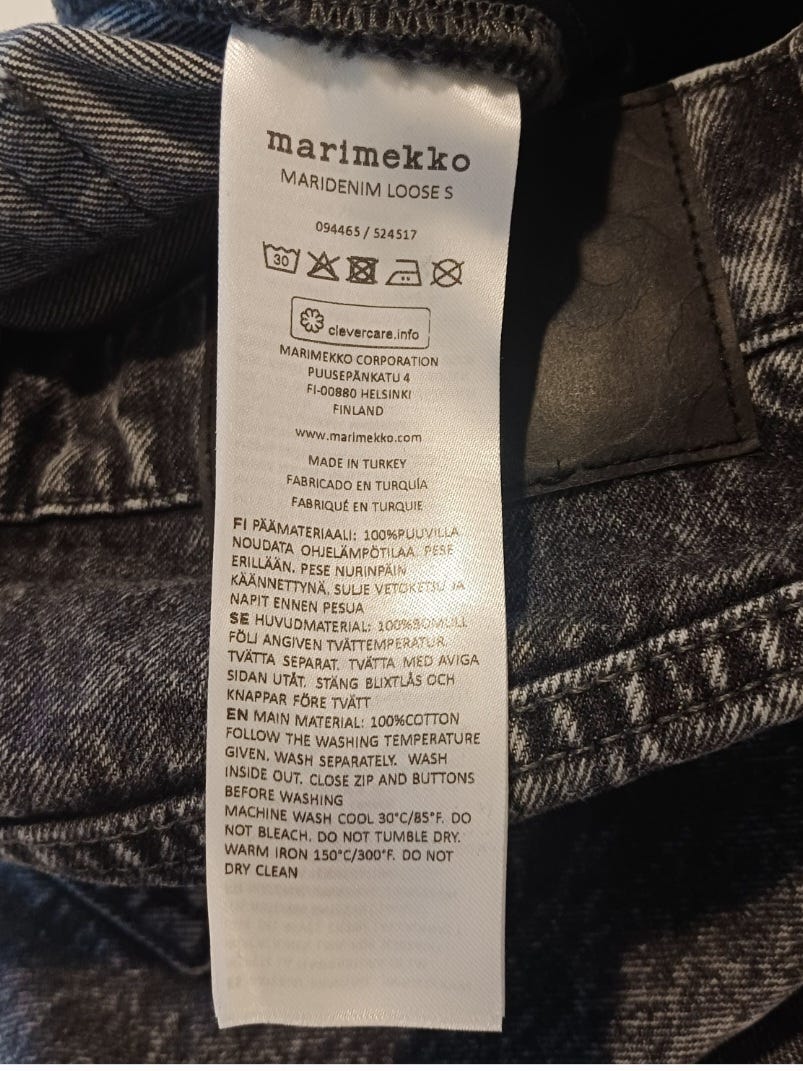 marimekko
MARIDENIM LOOSE S
094465 / 524517
30
clevercare.info
MARIMEKKO CORPORATION
PUUSEPÄNKATU 4
FI-00880 HELSINKI
FINLAND
www.marimekko.com
MADE IN TURKEY
FABRICADO EN TURQUÍA
FABRIQUÉ EN TURQUIE
FI PÄÄMATERIAALI: 100%PUUVILLA
NOUDATA OHJELÄMPÖTILAA. PESE
ERILLÄÄN. PESE NURINPÄIN
KÄÄNNETTYNÄ. SULJE VETOKETJU JA
NAPIT ENNEN PESUA
SE HUVUDMATERIAL: 100%BOMULL
FÖLJ ANGIVEN TVÄTTEMPERATUR.
TVÄTTA SEPARAT. TVÄTTA MED AVIGA
SIDAN UTÅT. STÄNG BLIXTLÅS OCH
KNAPPAR FÖRE TVÄTT
EN MAIN MATERIAL: 100%COTTON
FOLLOW THE WASHING TEMPERATURE
GIVEN. WASH SEPARATELY. WASH
INSIDE OUT. CLOSE ZIP AND BUTTONS
BEFORE WASHING
MACHINE WASH COOL 30°C/85°F. DO
NOT BLEACH. DO NOT TUMBLE DRY.
WARM IRON 150°C/300°F. DO NOT
DRY CLEAN